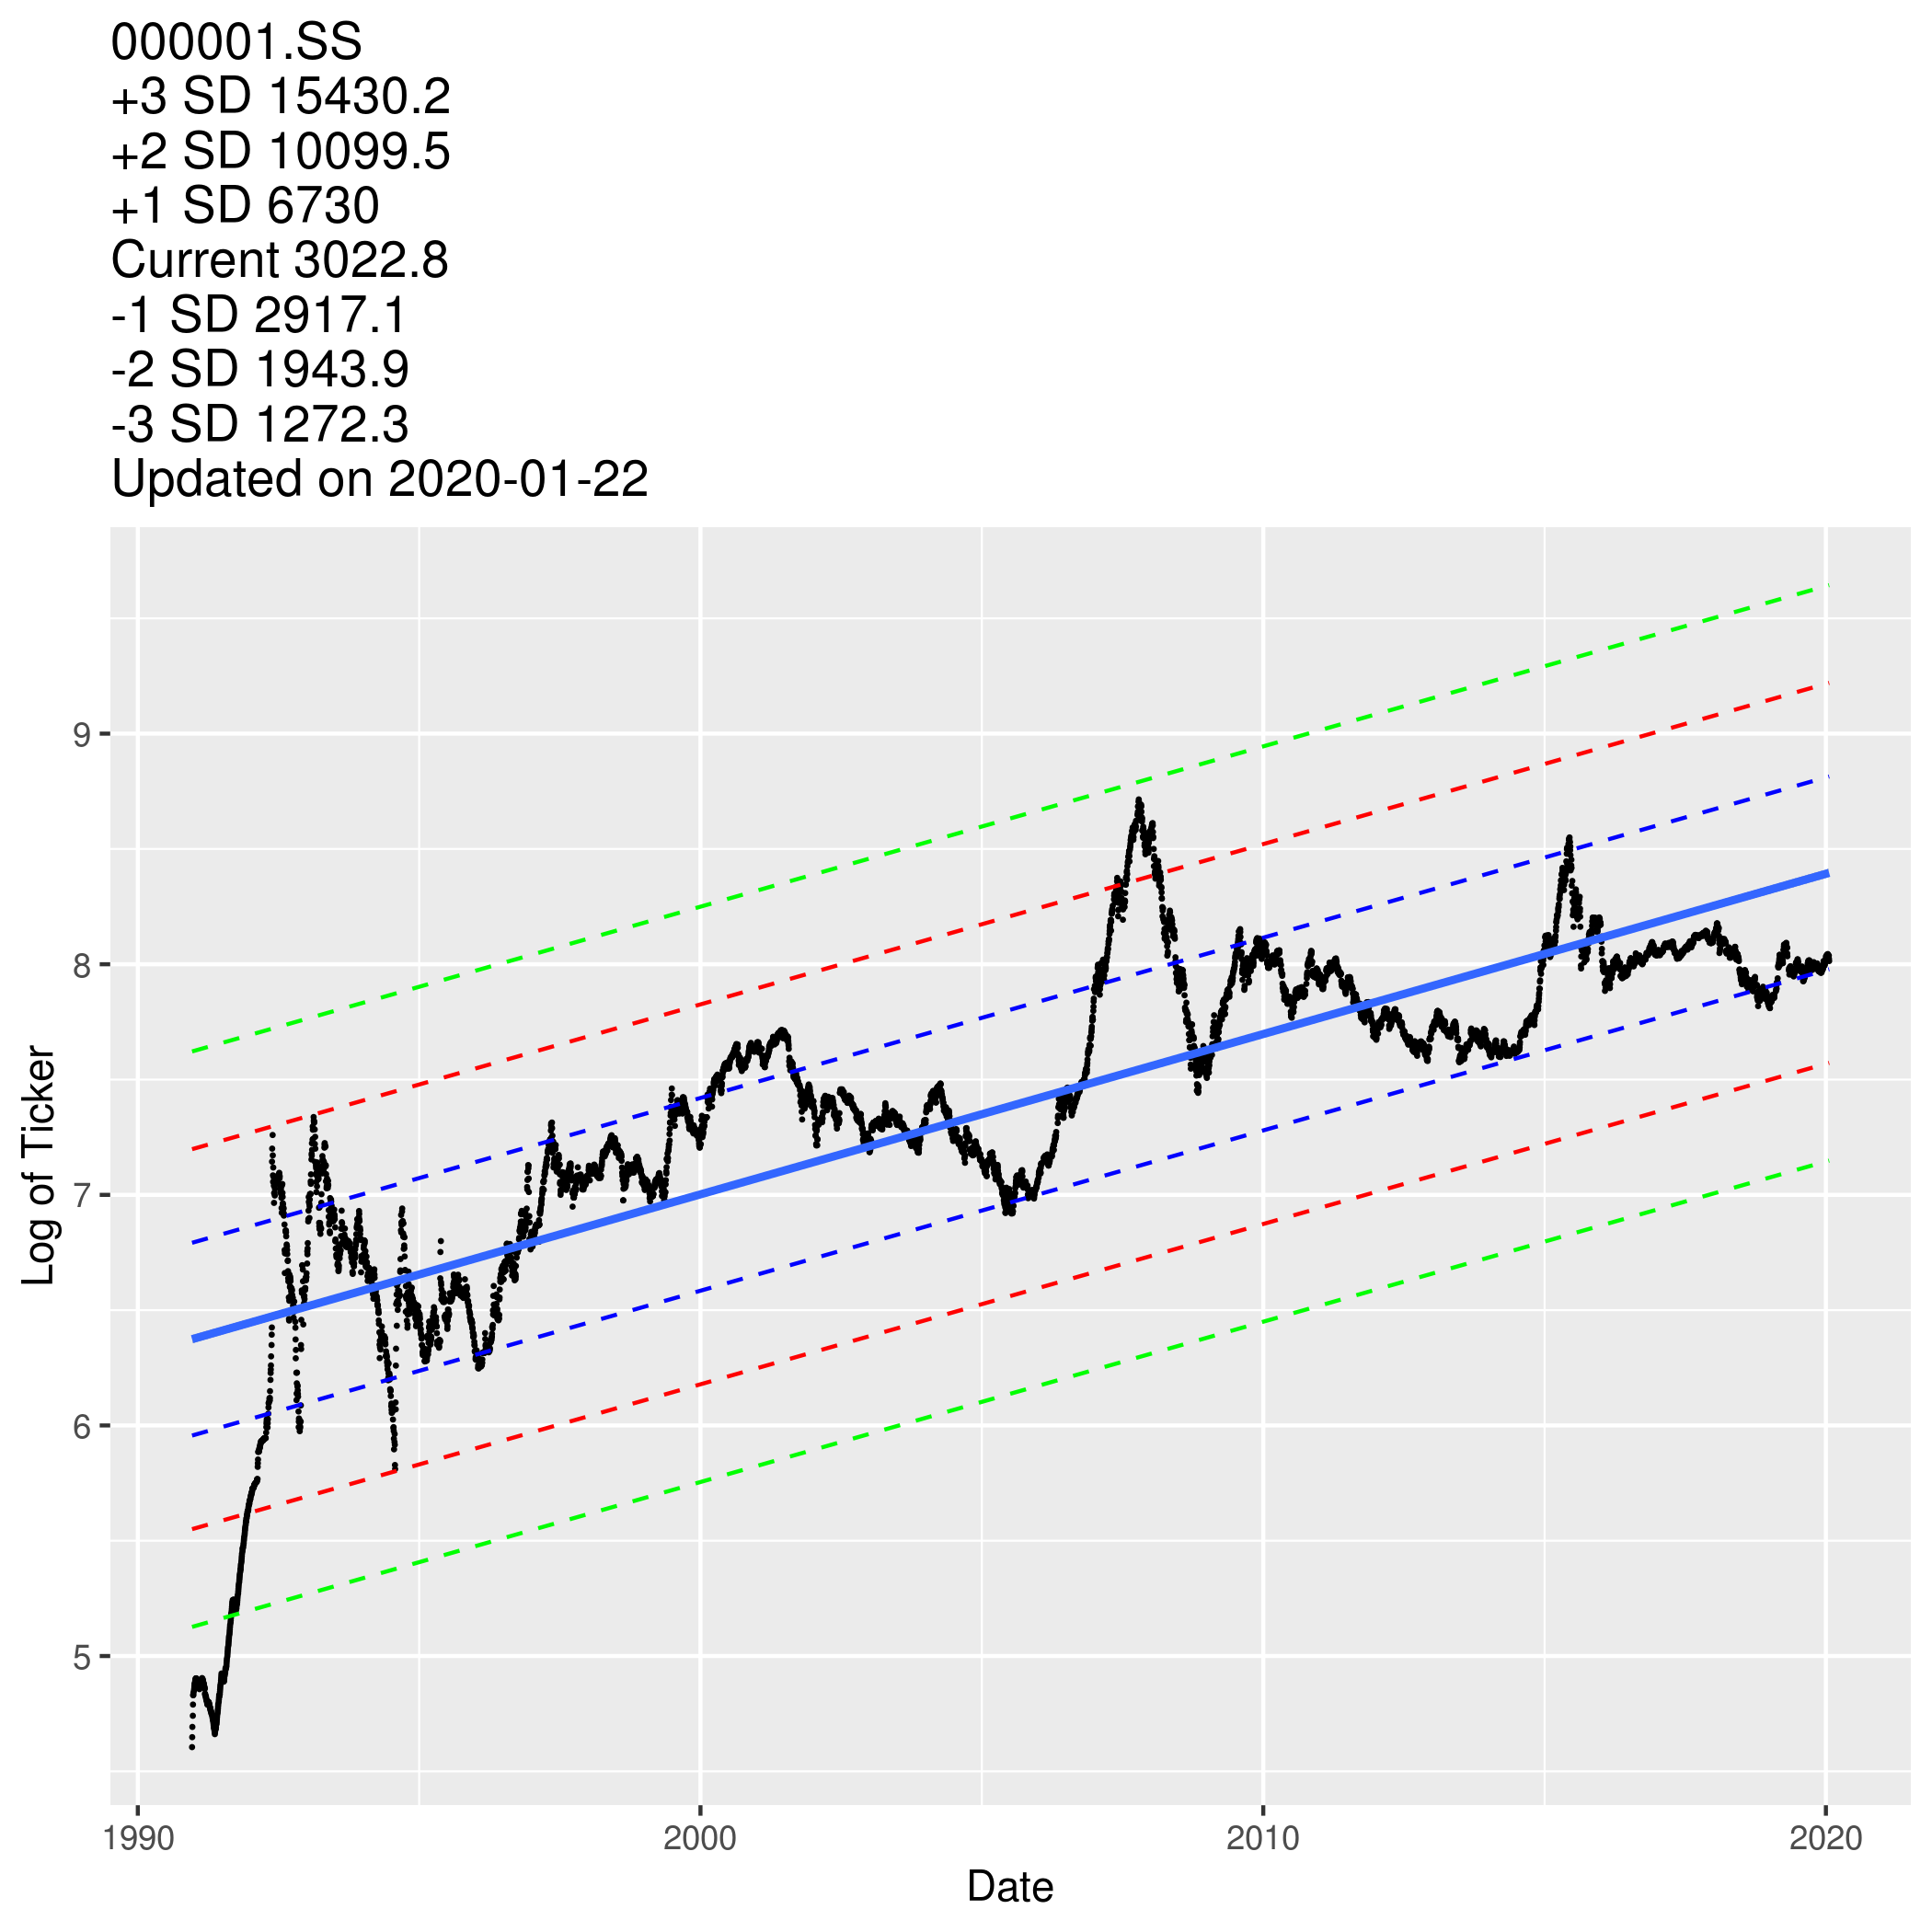 000001.SS
+3 SD 15430.2
+2 SD 10099.5
+1 SD 6730
Current 3022.8
-1 SD 2917.1
-2 SD 1943.9
-3 SD 1272.3
Updated on 2020-01-22
9
8
7
6
5
Log of Ticker
1990
2000
2010
2020
Date